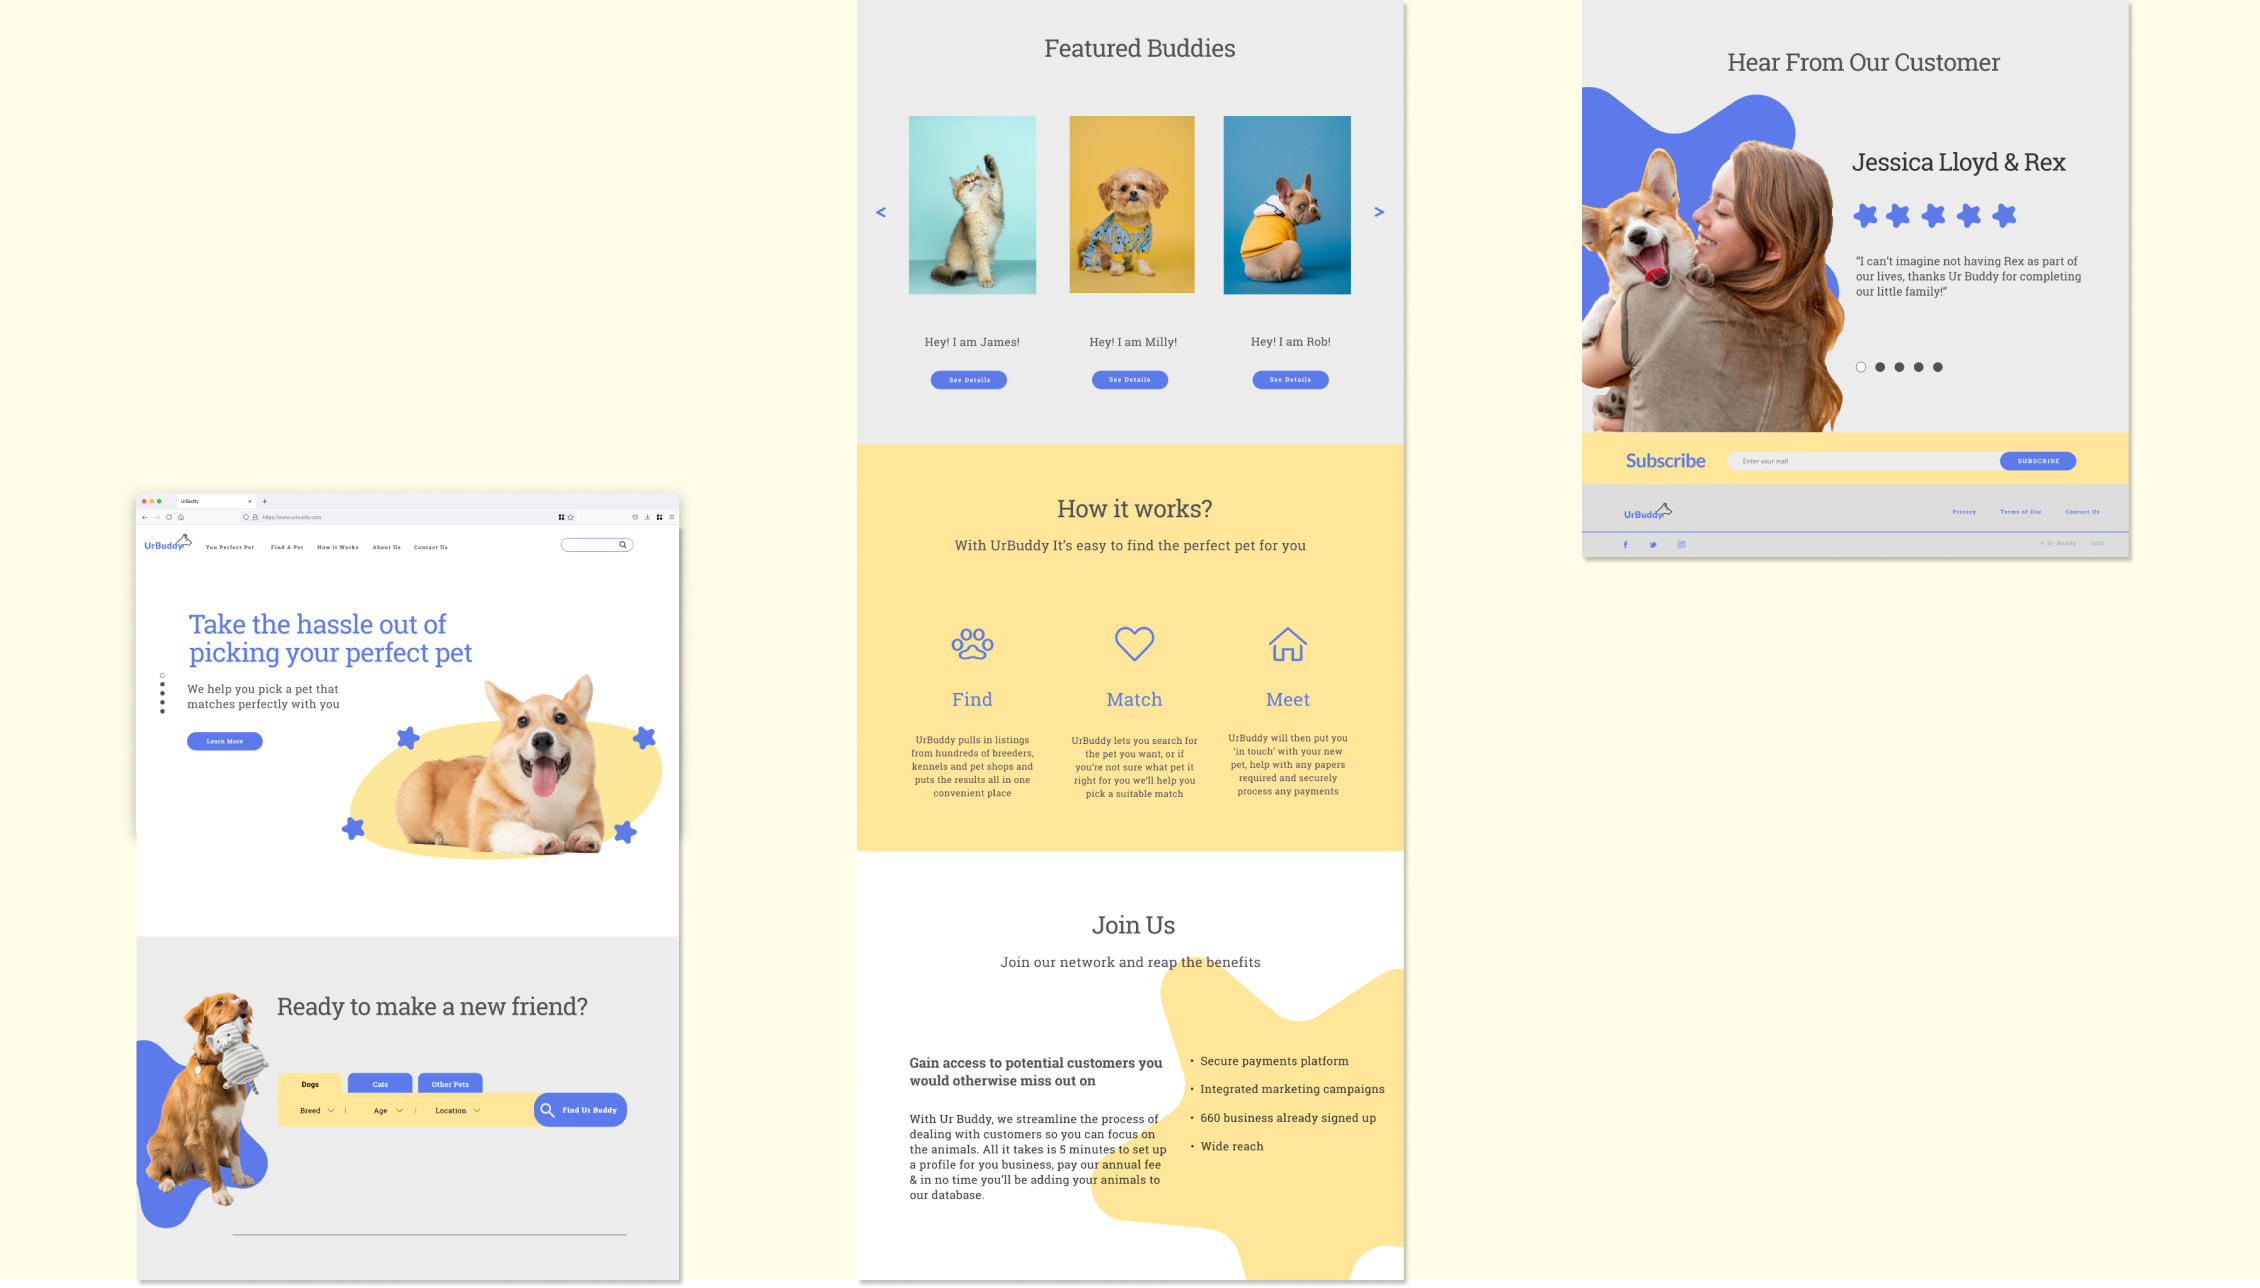 UrBuddy
https://www.urbuddy.com
UrBuddy
You Perfect Pet
Find A Pet
How it Works
About Us
Contact Us
Take the hassle out of
picking your perfect pet
We help you pick a pet that
matches perfectly with you
Learn More
Ready to make a new friend?
Dogs
Cats
Other Pets
Breed
Age
Location
Find Ur Buddy
Featured Buddies
<
>
Hey! I am James!
Hey! I am Milly!
Hey! I am Rob!
See Details
See Details
See Details
How it works?
With UrBuddy It's easy to find the perfect pet for you
Find
Match
Meet
UrBuddy pulls in listings
from hundreds of breeders,
kennels and pet shops and
puts the results all in one
convenient place
UrBuddy lets you search for
the pet you want, or if
you're not sure what pet it
right for you we'll help you
pick a suitable match
UrBuddy will then put you
'in touch' with your new
pet, help with any papers
required and securely
process any payments
Join Us
Join our network and reap the benefits
Gain access to potential customers you
would otherwise miss out on
With Ur Buddy, we streamline the process of
dealing with customers so you can focus on
the animals. All it takes is 5 minutes to set up
a profile for you business, pay our annual fee
& in no time you'll be adding your animals to
our database.
• Secure payments platform
• Integrated marketing campaigns
• 660 business already signed up
• Wide reach
Hear From Our Customer
Jessica Lloyd & Rex
"I can't imagine not having Rex as part of
our lives, thanks Ur Buddy for completing
our little family!"
Subscribe
Enter your mail
SUBSCRIBE
UrBuddy
Privacy
Terms of Use
Contact Us
© Ur Buddy